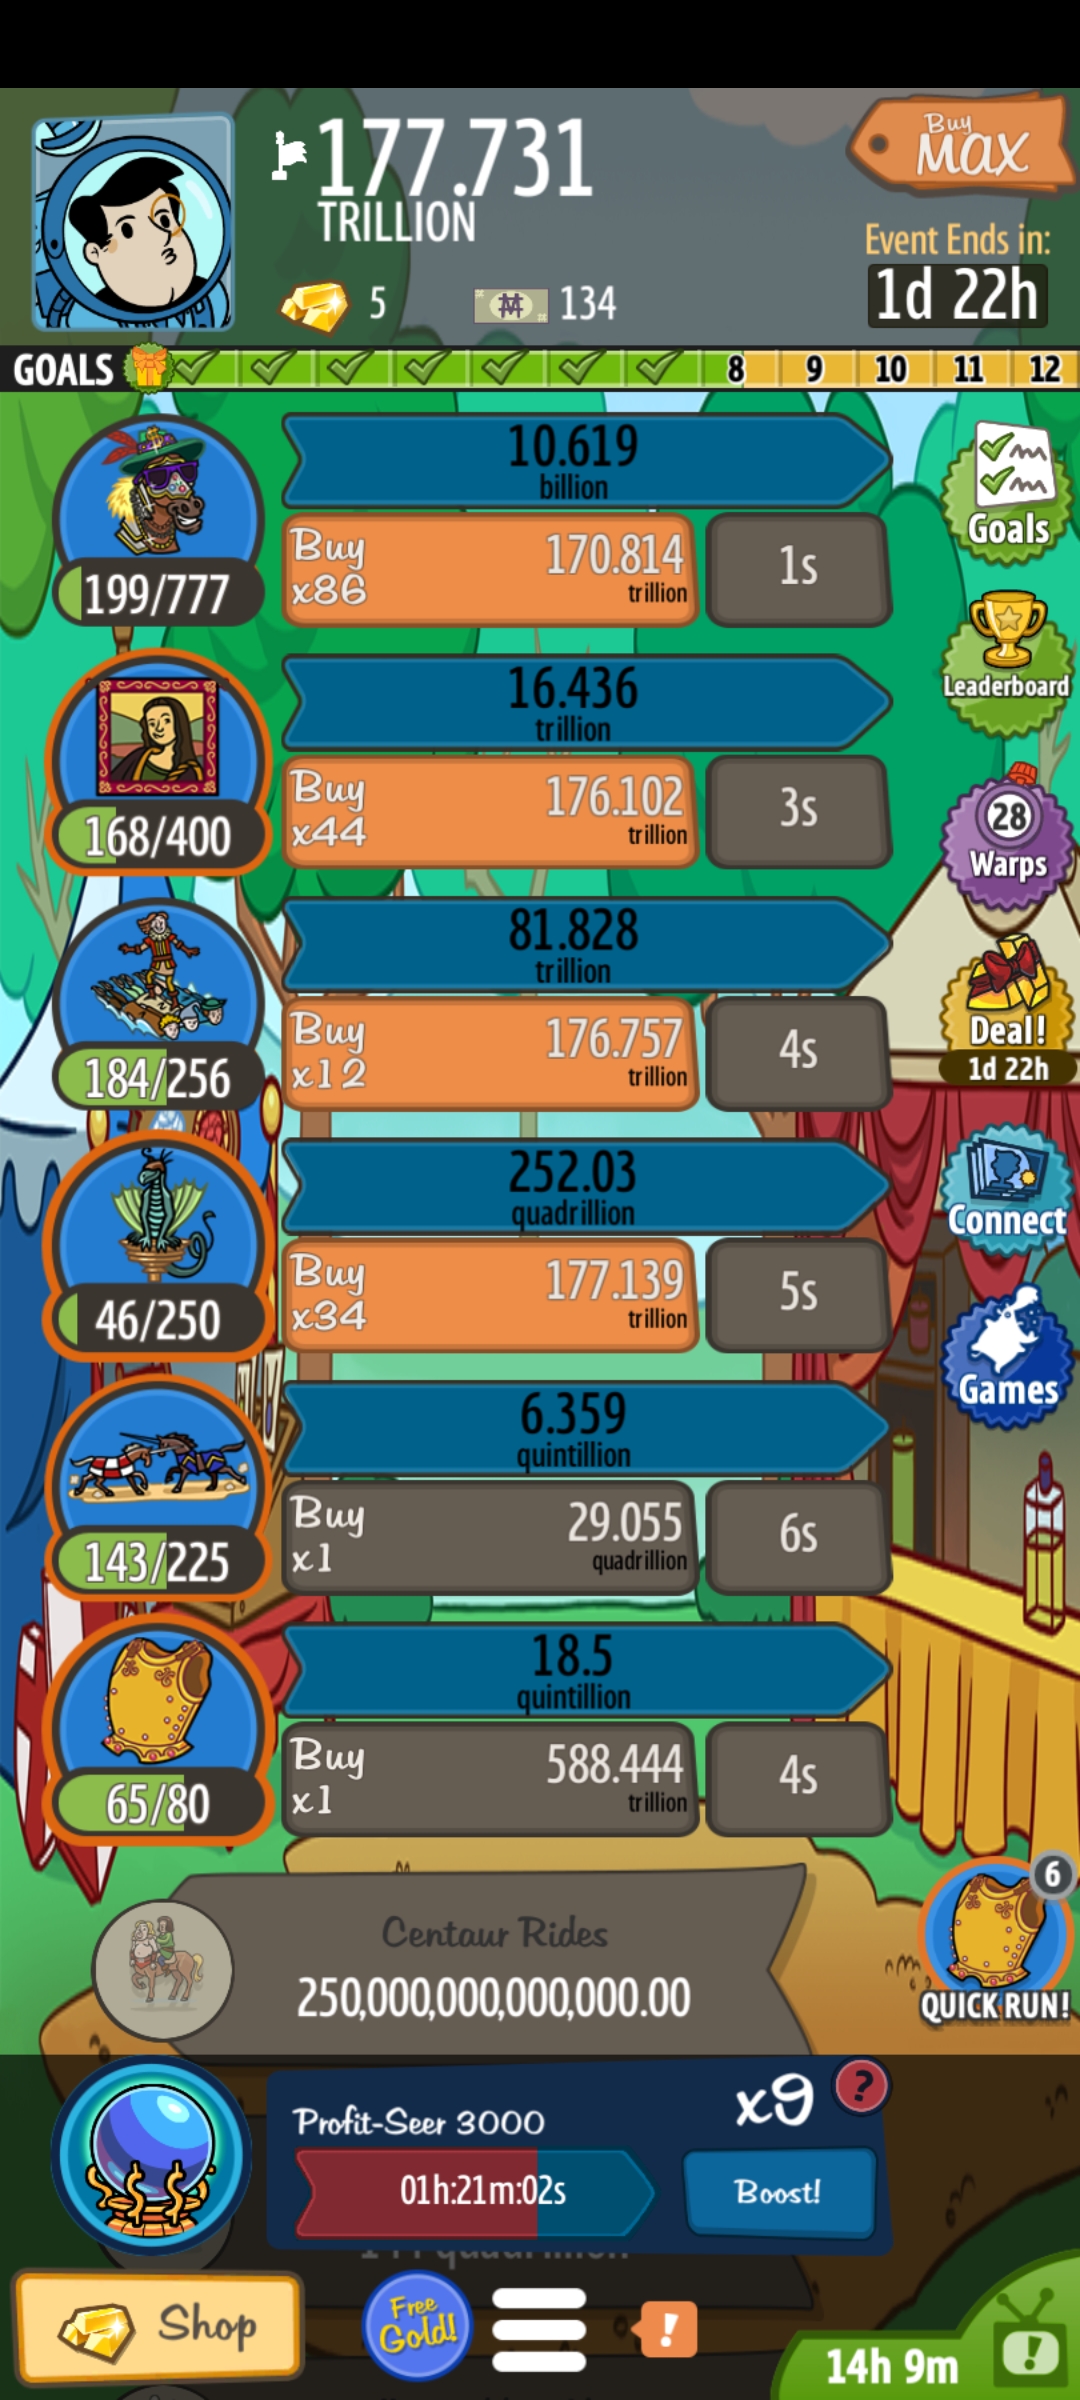 177.731
TRILLION
Buy
MAX
Event Ends in:
1d 22h
5
134
GOALS
8 9 10 11 12
10.619
billion
199/777
Buy
x86
170.814
trillion
1s
Goals
16.436
trillion
168/400
Buy
x44
176.102
trillion
3s
Leaderboard
28
Warps
81.828
trillion
184/256
Buy
x12
176.757
trillion
4s
Deal!
1d 22h
252.03
quadrillion
46/250
Buy
x34
177.139
trillion
5s
Connect
Games
6.359
quintillion
143/225
Buy
x1
29.055
quadrillion
6s
18.5
quintillion
65/80
Buy
x1
588.444
trillion
4s
Centaur Rides
250,000,000,000,000.00
6
QUICK RUN!
Profit-Seer 3000
x9
?
01h:21m:02s
Boost!
Shop
Free
Gold!
!
14h 9m
!